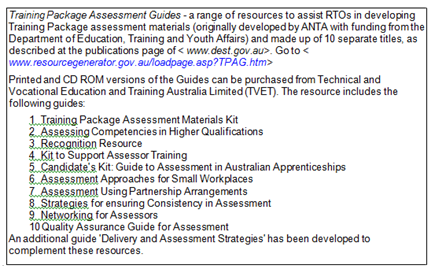 Training Package Assessment Guides - a range of resources to assist RTOs in developing
Training Package assessment materials (originally developed by ANTA with funding from the
Department of Education, Training and Youth Affairs) and made up of 10 separate titles, as
described at the publications page of < www.dest.gov.au>. Go to <
www.resourcegenerator.gov.au/loadpage.asp?TPAG.htm>
Printed and CD ROM versions of the Guides can be purchased from Technical and
Vocational Education and Training Australia Limited (TVET). The resource includes the
following guides:
1 Training Package Assessment Materials Kit
2 Assessing Competencies in Higher Qualifications
3 Recognition Resource
4 Kit to Support Assessor Training
5 Candidate's Kit: Guide to Assessment in Australian Apprenticeships
6 Assessment Approaches for Small Workplaces
7 Assessment Using Partnership Arrangements
8 Strategies for ensuring Consistency in Assessment
9 Networking for Assessors
10 Quality Assurance Guide for Assessment
An additional guide 'Delivery and Assessment Strategies' has been developed to
complement these resources.